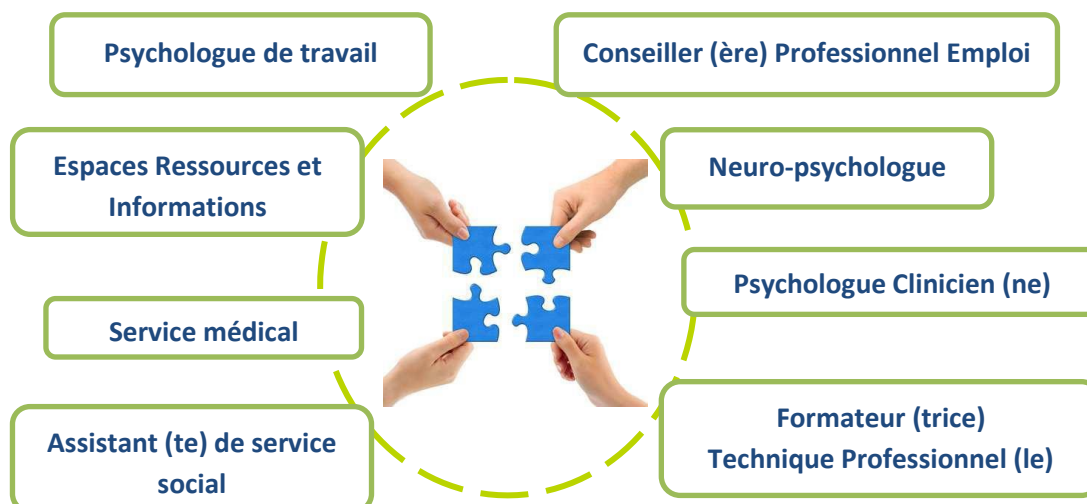 Psychologue de travail
Conseiller (ère) Professionnel Emploi
Espaces Ressources et
Informations
Neuro-psychologue
Psychologue Clinicien (ne)
Service médical
Formateur (trice)
Technique Professionnel (le)
Assistant (te) de service
social